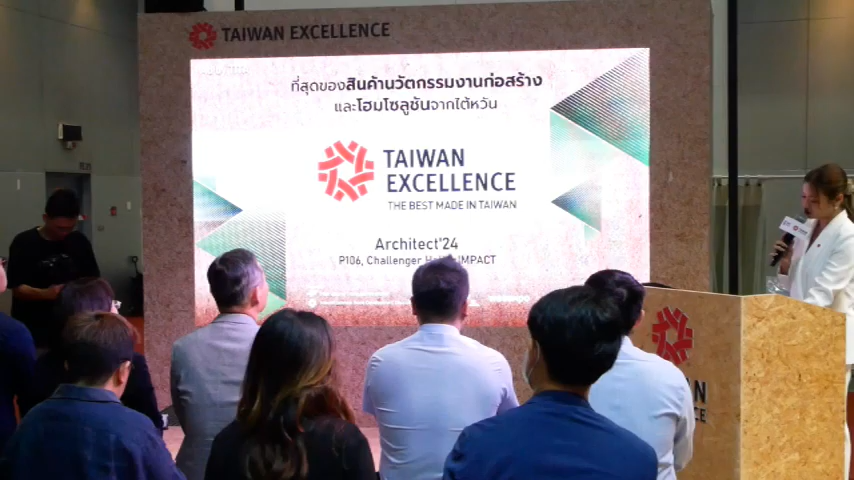 TAIWAN EXCELLENCE
ที่สุดของสินค้านวัตกรรมงานก่อสร้าง
และโฮมโซลูชันจากไต้หวัน
TAIWAN
EXCELLENCE
THE BEST MADE IN TAIWAN
Architect'24
P106, Challenger IMPACT